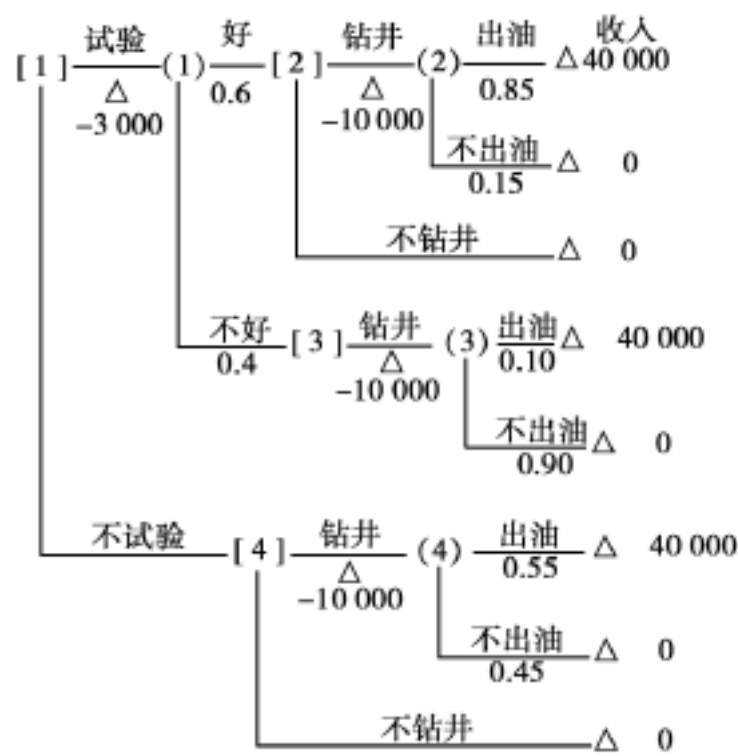 试验 好 钻井 出油 收入
[1] (1) [2] (2) △40 000
△ 0.6 △ 0.85
-3 000 -10 000
不出油 △ 0
0.15
不钻井 △ 0
不好 [3] 钻井 (3) 出油 △ 40 000
0.4 △ 0.10
-10 000
不出油 △ 0
0.90
不试验 [4] 钻井 (4) 出油 △ 40 000
△ 0.55
-10 000
不出油 △ 0
0.45
不钻井 △ 0